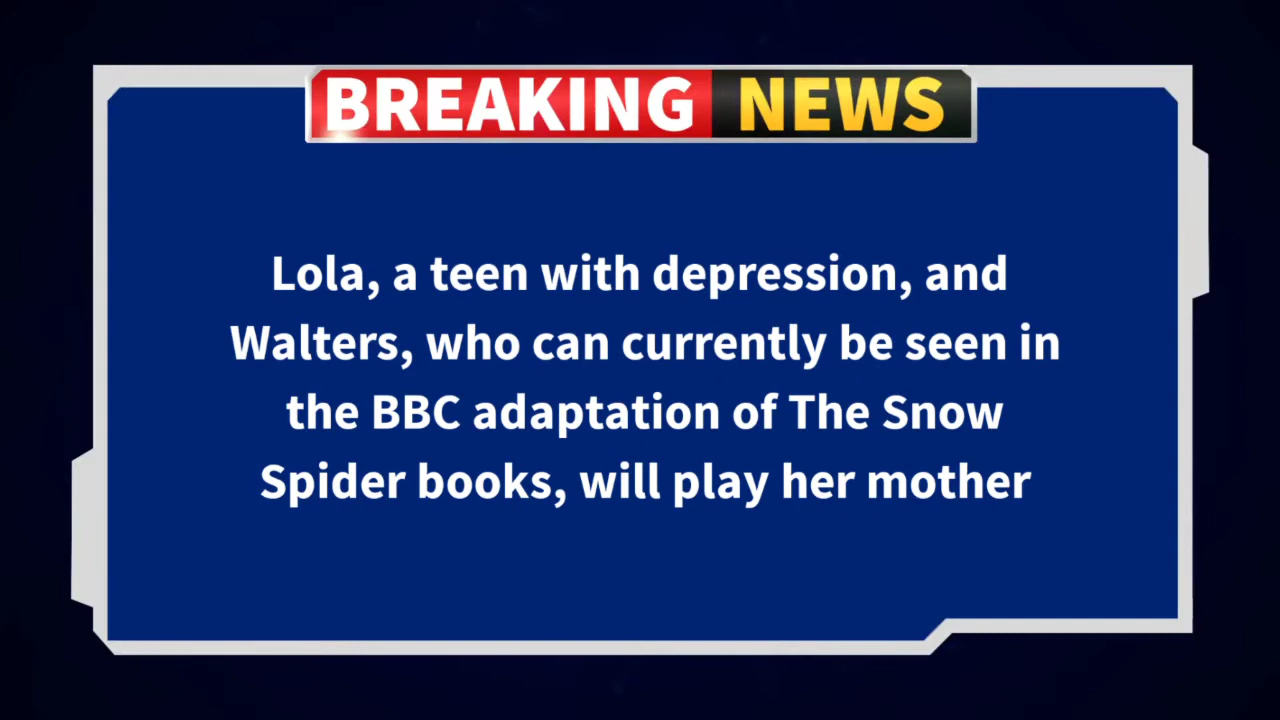 BREAKING NEWS
Lola, a teen with depression, and
Walters, who can currently be seen in
the BBC adaptation of The Snow
Spider books, will play her mother